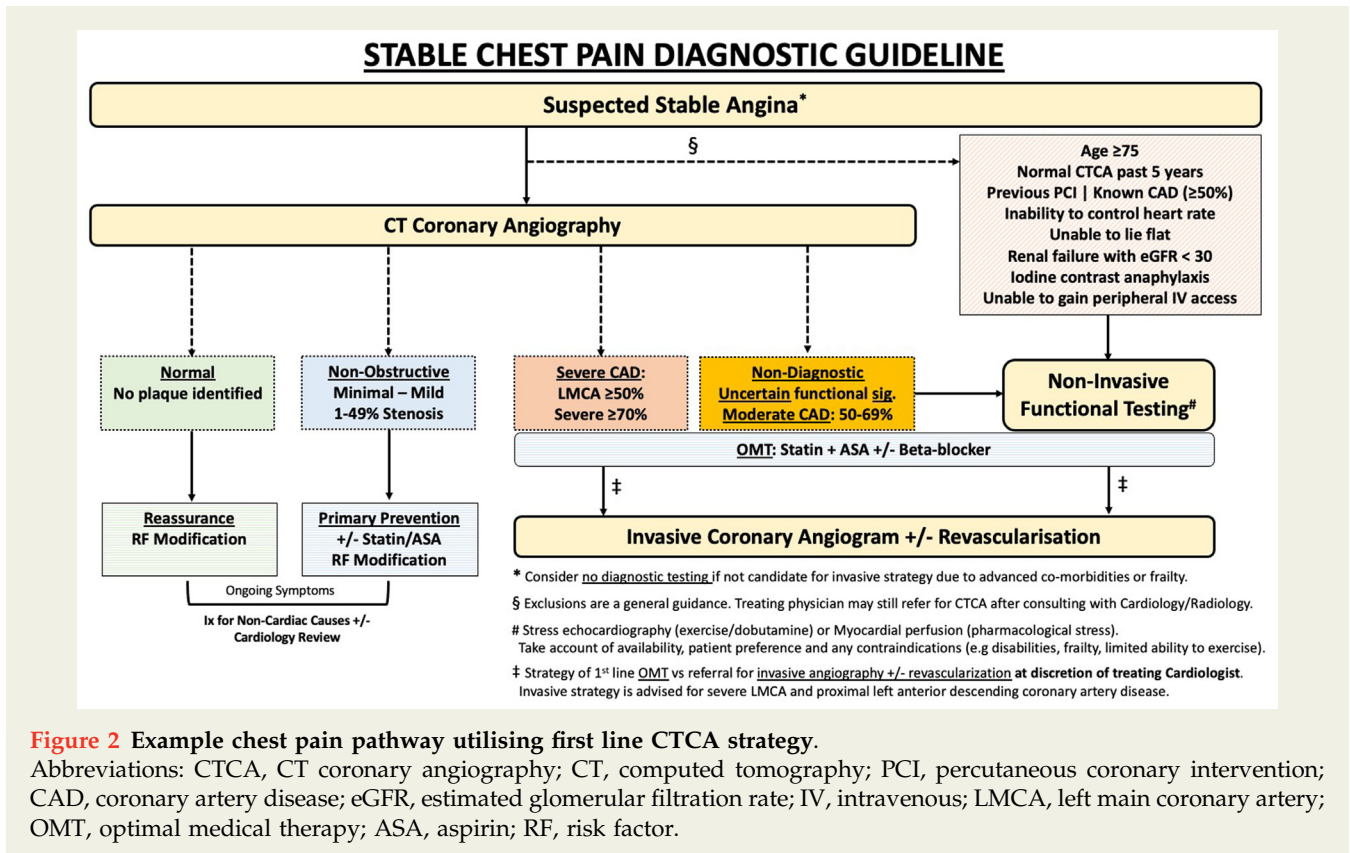 STABLE CHEST PAIN DIAGNOSTIC GUIDELINE
Suspected Stable Angina*
§
Age ≥75
Normal CTCA past 5 years
Previous PCI | Known CAD (≥50%)
Inability to control heart rate
Unable to lie flat
Renal failure with eGFR < 30
Iodine contrast anaphylaxis
Unable to gain peripheral IV access
CT Coronary Angiography
Normal
No plaque identified
Non-Obstructive
Minimal – Mild
1-49% Stenosis
Severe CAD:
LMCA ≥50%
Severe ≥70%
Non-Diagnostic
Uncertain functional sig.
Moderate CAD: 50-69%
Non-Invasive
Functional Testing#
OMT: Statin + ASA +/- Beta-blocker
‡
‡
Reassurance
RF Modification
Primary Prevention
+/- Statin/ASA
RF Modification
Invasive Coronary Angiogram +/- Revascularisation
Ongoing Symptoms
Ix for Non-Cardiac Causes +/-
Cardiology Review
* Consider no diagnostic testing if not candidate for invasive strategy due to advanced co-morbidities or frailty.
§ Exclusions are a general guidance. Treating physician may still refer for CTCA after consulting with Cardiology/Radiology.
# Stress echocardiography (exercise/dobutamine) or Myocardial perfusion (pharmacological stress).
Take account of availability, patient preference and any contraindications (e.g disabilities, frailty, limited ability to exercise).
‡ Strategy of 1st line OMT vs referral for invasive angiography +/- revascularization at discretion of treating Cardiologist.
Invasive strategy is advised for severe LMCA and proximal left anterior descending coronary artery disease.
Figure 2 Example chest pain pathway utilising first line CTCA strategy.
Abbreviations: CTCA, CT coronary angiography; CT, computed tomography; PCI, percutaneous coronary intervention;
CAD, coronary artery disease; eGFR, estimated glomerular filtration rate; IV, intravenous; LMCA, left main coronary artery;
OMT, optimal medical therapy; ASA, aspirin; RF, risk factor.